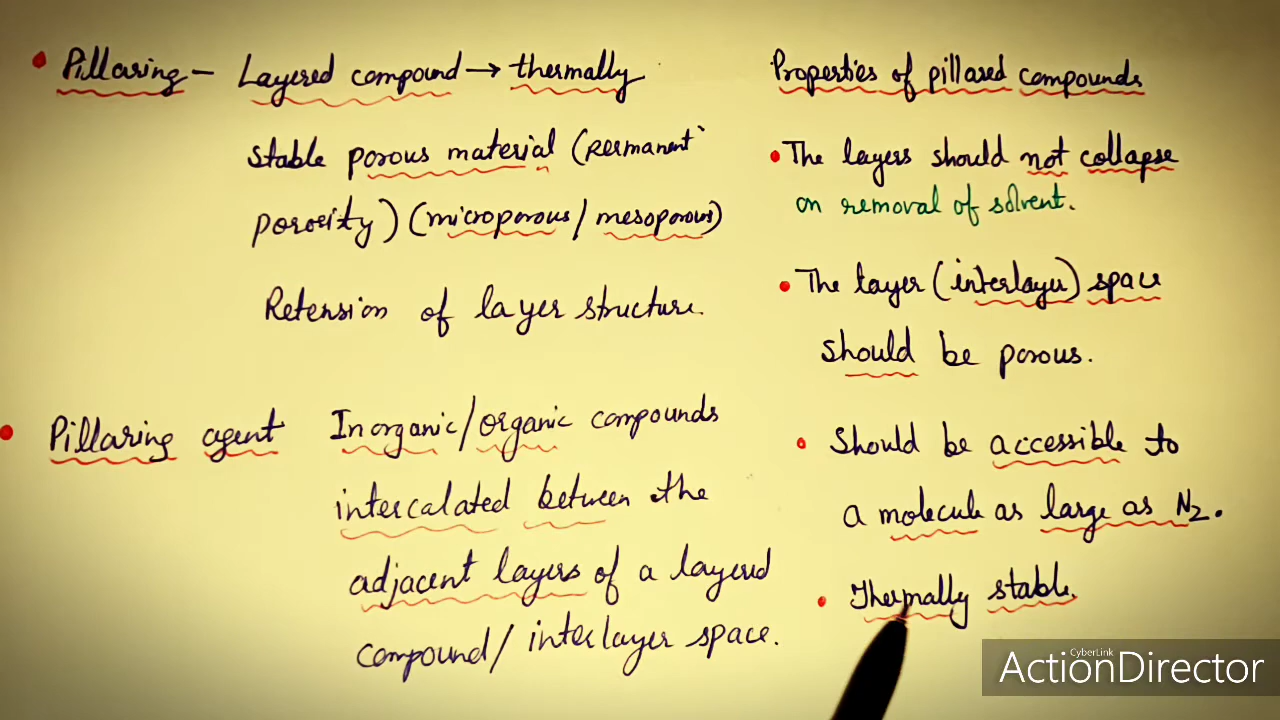 Pillaring - Layered compound → thermally
stable porous material (Permanent
porosity) (microporous/mesoporous)
Retension of layer structure.
Pillaring agent Inorganic/organic compounds
intercalated between the
adjacent layers of a layered
compound/interlayer space.
Properties of pillared compounds
The layers should not collapse
on removal of solvent.
The layer (interlayer) space
should be porous.
Should be accessible to
a molecule as large as N2.
Thermally stable.
CyberLink
ActionDirector